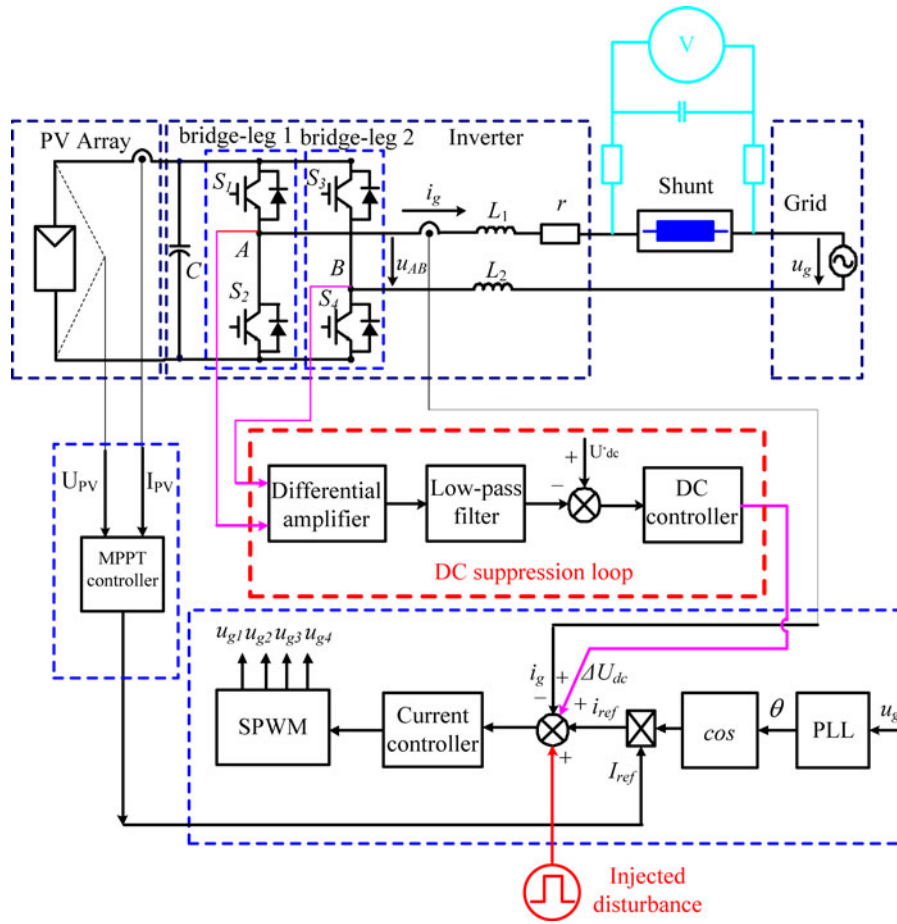 V
PV Array
bridge-leg 1
bridge-leg 2
Inverter
S1
S3
ig
L1
r
Shunt
Grid
A
uAB
C
B
L2
ug
S2
S4
UPV
IPV
+
U*dc
−
Differential
amplifier
Low-pass
filter
DC
controller
MPPT
controller
DC suppression loop
ug1 ug2 ug3 ug4
ig
+
ΔUdc
−
+ iref
θ
ug
SPWM
Current
controller
cos
PLL
+
Iref
Injected
disturbance